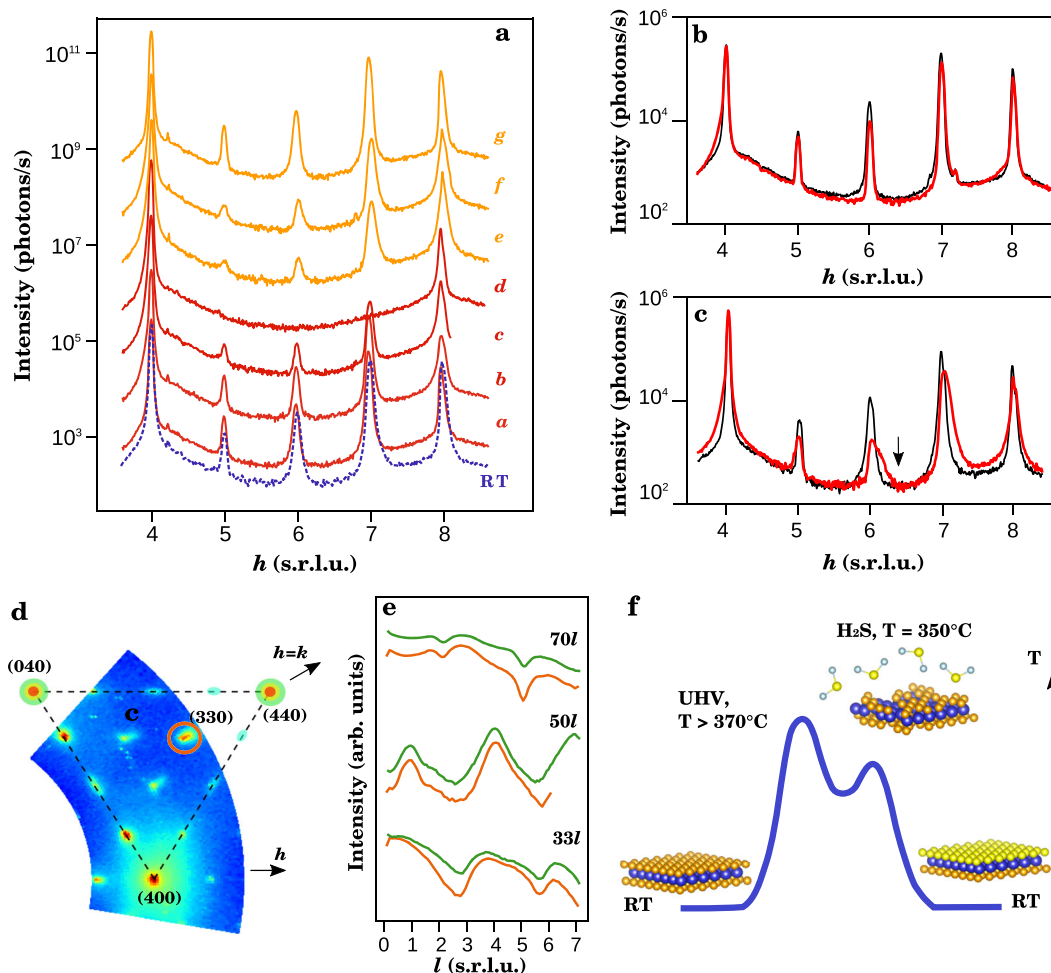 a
Intensity (photons/s)
10¹¹
10⁹
10⁷
10⁵
10³
g
f
e
d
c
b
a
RT
4 5 6 7 8
h (s.r.l.u.)
b
Intensity (photons/s)
10⁶
10⁴
10²
4 5 6 7 8
h (s.r.l.u.)
c
Intensity (photons/s)
10⁶
10⁴
10²
4 5 6 7 8
h (s.r.l.u.)
d
h=k
(040)
c
(330)
(440)
h
(400)
e
Intensity (arb. units)
70l
50l
33l
0 1 2 3 4 5 6 7
l (s.r.l.u.)
f
H₂S, T = 350°C
T
UHV,
T > 370°C
RT
RT